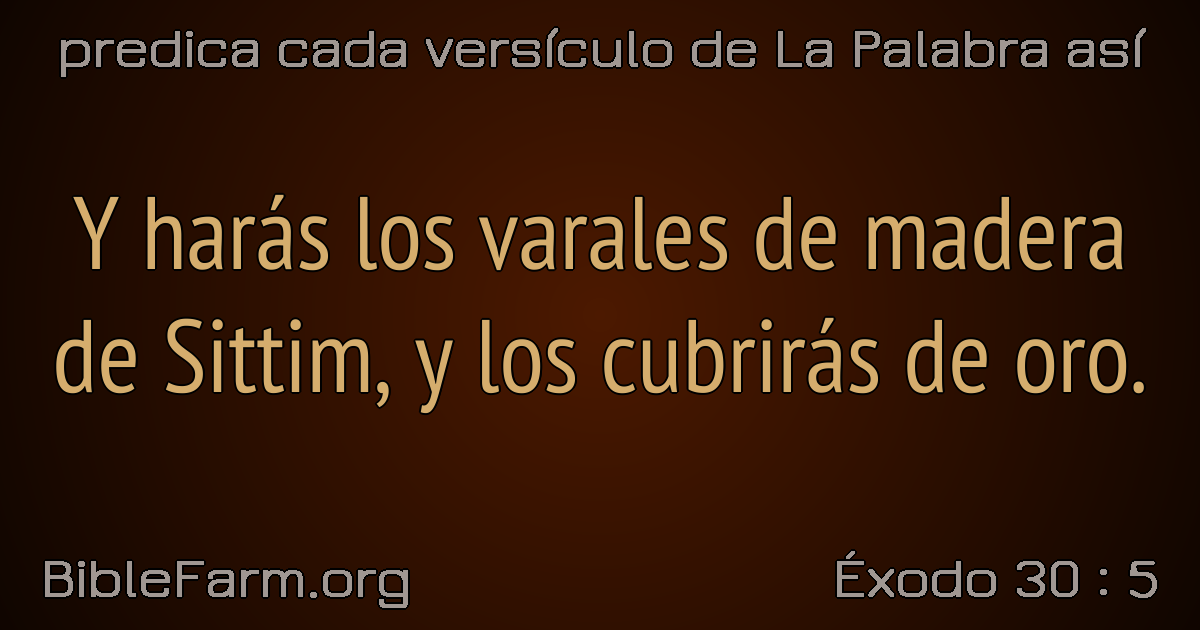 predica cada versículo de La Palabra así
Y harás los varales de madera
de Sittim, y los cubrirás de oro.
BibleFarm.org
Éxodo 30 : 5